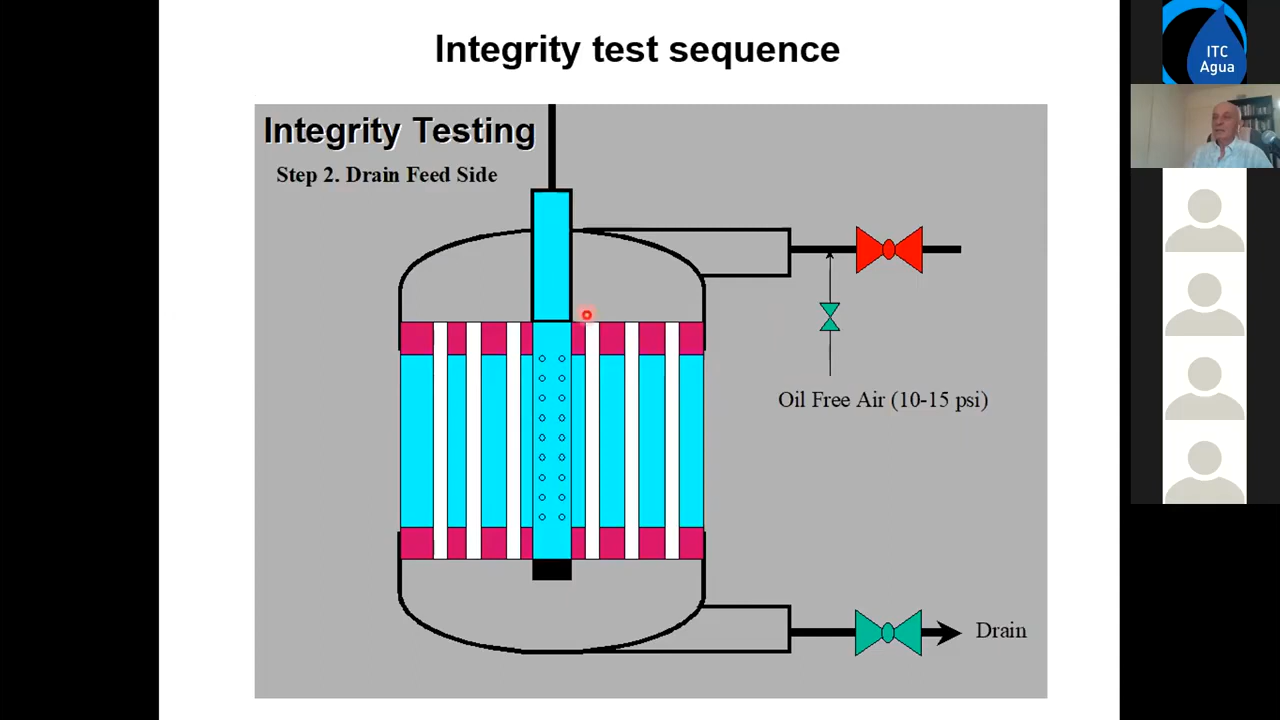 Integrity test sequence
Integrity Testing
Step 2. Drain Feed Side
Oil Free Air (10-15 psi)
Drain
ITC
Agua